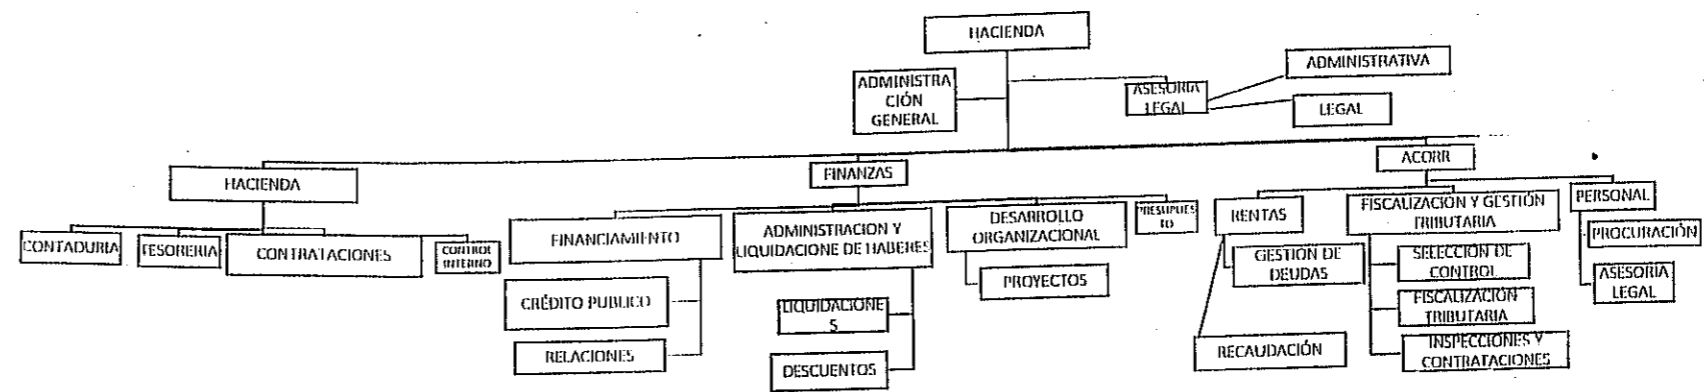 HACIENDA
ADMINISTRA
CIÓN
GENERAL
ASESORIA
LEGAL
ADMINISTRATIVA
LEGAL
HACIENDA
FINANZAS
ACORR
CONTADURIA
TESORERIA
CONTRATACIONES
CONTROL
INTERNO
FINANCIAMIENTO
CRÉDITO PUBLICO
RELACIONES
ADMINISTRACION Y
LIQUIDACIONE DE HABERES
LIQUIDACIONE
S
DESCUENTOS
DESARROLLO
ORGANIZACIONAL
PROYECTOS
PRESUPUES
TO
RENTAS
GESTIÓN DE
DEUDAS
RECAUDACIÓN
FISCALIZACION Y GESTIÓN
TRIBUTARIA
SELECCIÓN DE
CONTROL
FISCALIZACION
TRIBUTARIA
INSPECCIONES Y
CONTRATACIONES
PERSONAL
PROCURACIÓN
ASESORIA
LEGAL